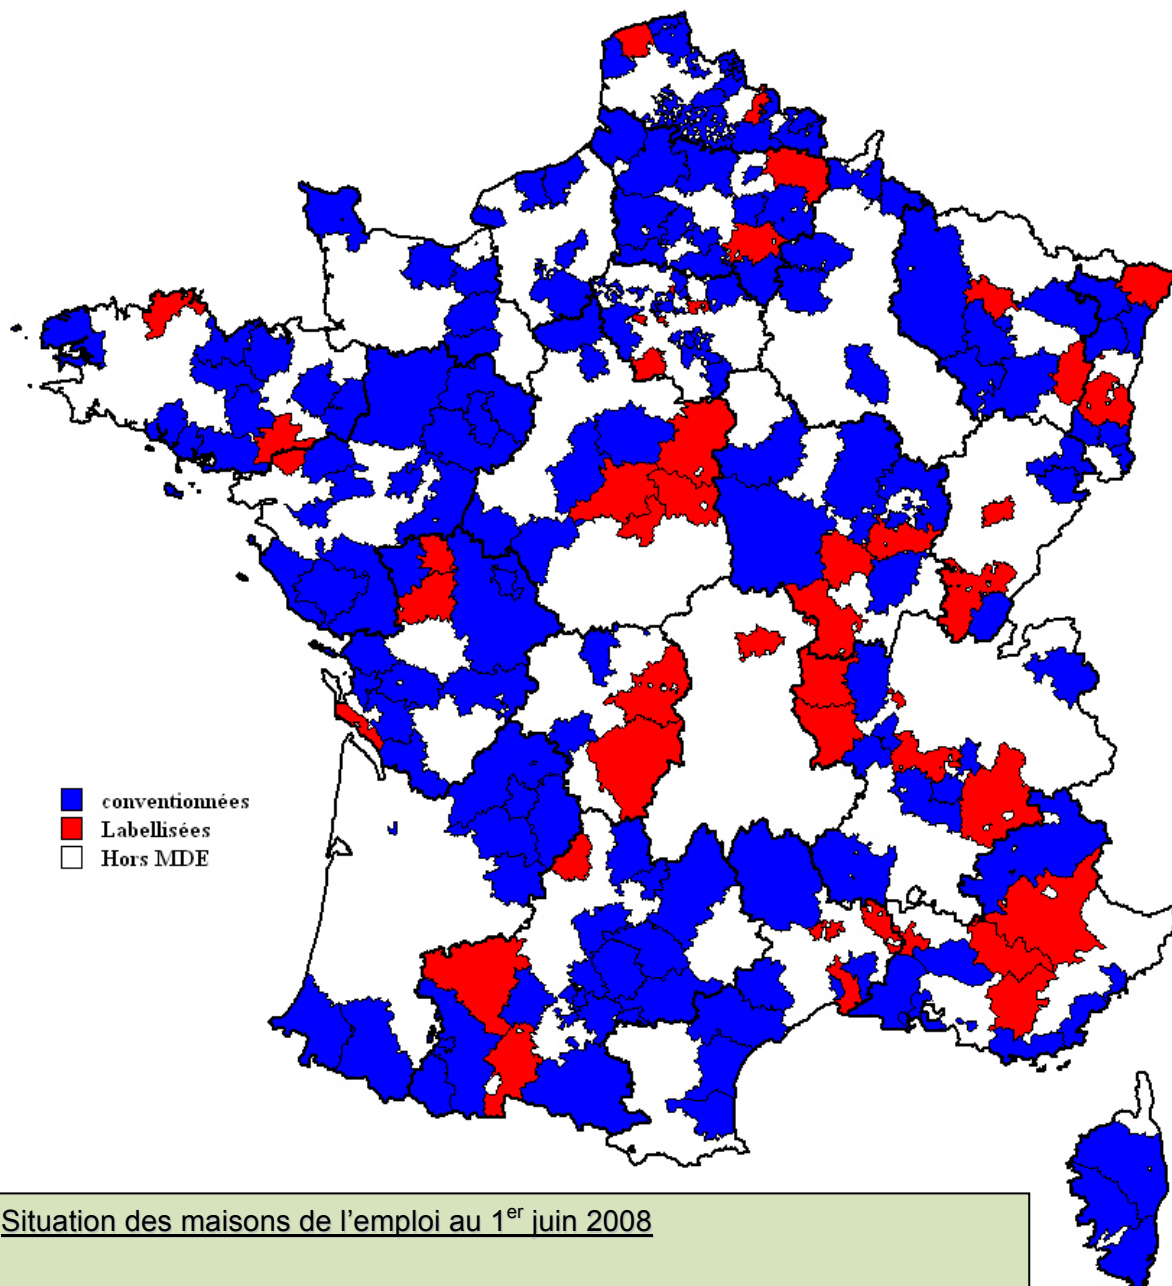 conventionnées
Labellisées
Hors MDE
Situation des maisons de l’emploi au 1er juin 2008